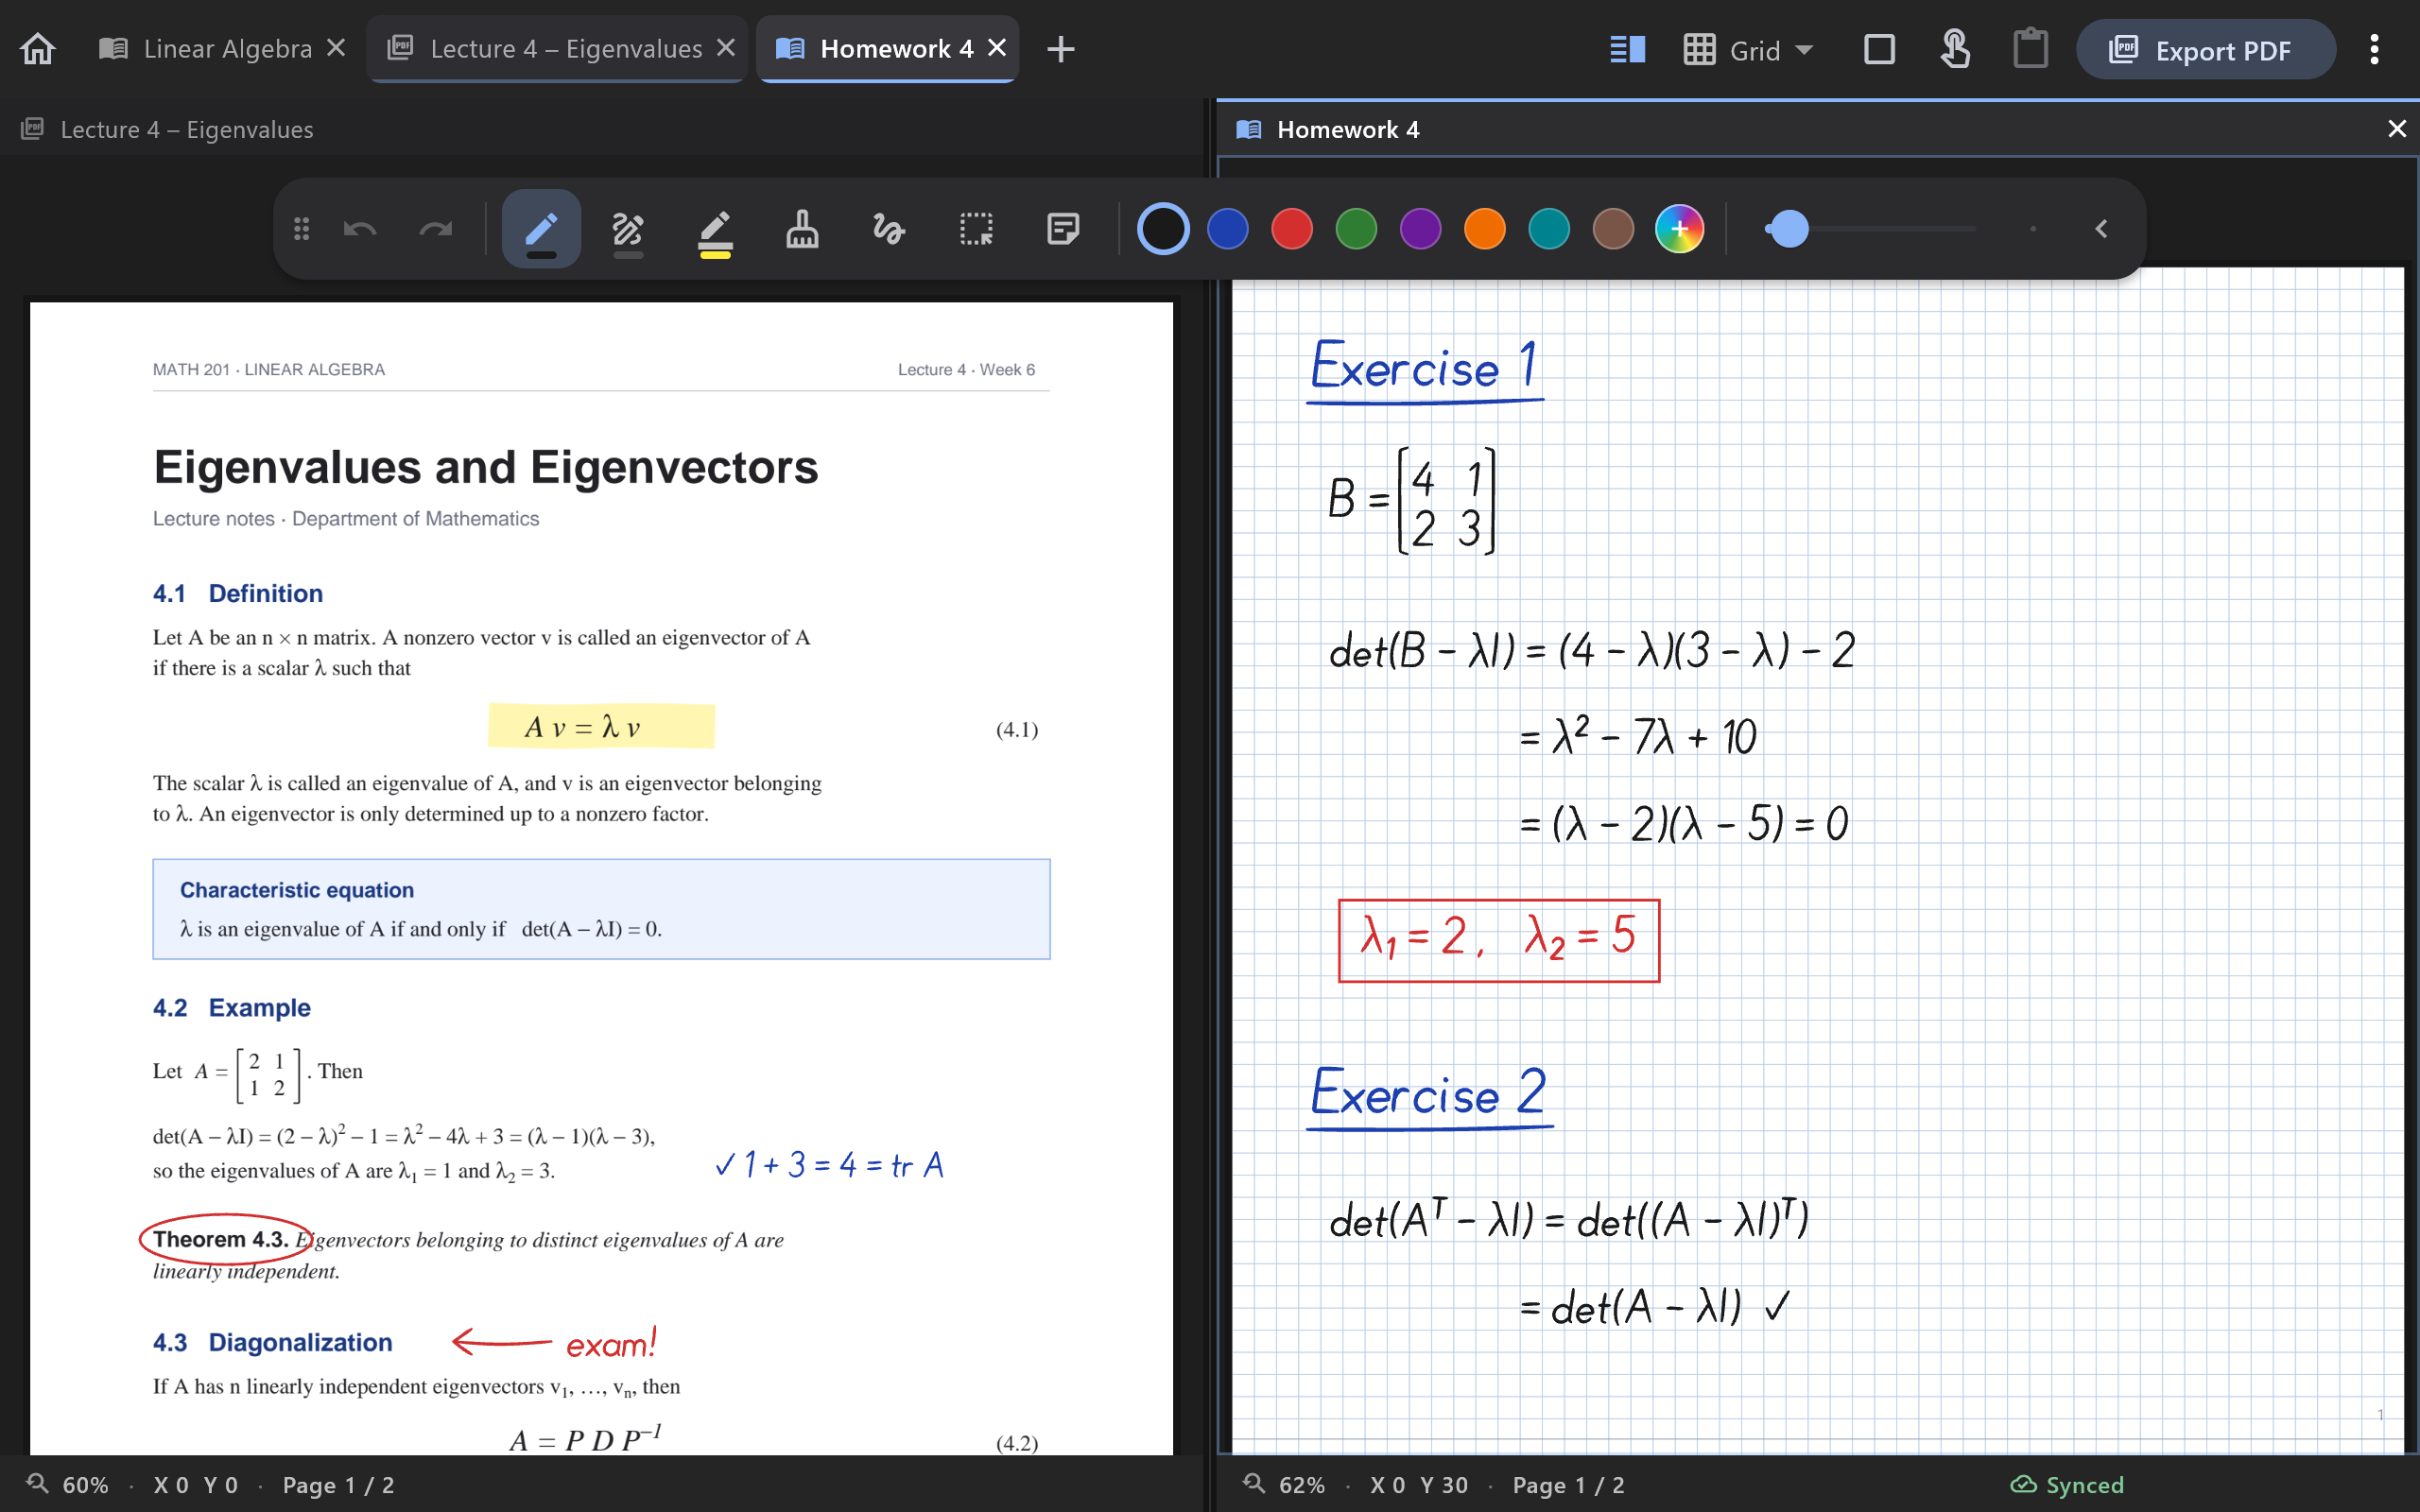 Linear Algebra
Lecture 4 – Eigenvalues
Homework 4
Grid
Export PDF
Lecture 4 – Eigenvalues
MATH 201 · LINEAR ALGEBRA
Lecture 4 · Week 6
Eigenvalues and Eigenvectors
Lecture notes · Department of Mathematics
4.1 Definition
Let A be an n × n matrix. A nonzero vector v is called an eigenvector of A
if there is a scalar λ such that
A v = λ v (4.1)
The scalar λ is called an eigenvalue of A, and v is an eigenvector belonging
to λ. An eigenvector is only determined up to a nonzero factor.
Characteristic equation
λ is an eigenvalue of A if and only if det(A − λI) = 0.
4.2 Example
Let A = [2 1
1 2] . Then
det(A − λI) = (2 − λ)² − 1 = λ² − 4λ + 3 = (λ − 1)(λ − 3),
so the eigenvalues of A are λ₁ = 1 and λ₂ = 3.
✓ 1 + 3 = 4 = tr A
Theorem 4.3. Eigenvectors belonging to distinct eigenvalues of A are
linearly independent.
4.3 Diagonalization
← exam!
If A has n linearly independent eigenvectors v₁, …, vₙ, then
A = P D P⁻¹ (4.2)
60% · X 0 Y 0 · Page 1 / 2
Homework 4
Exercise 1
B = [4 1
2 3]
det(B − λI) = (4 − λ)(3 − λ) − 2
= λ² − 7λ + 10
= (λ − 2)(λ − 5) = 0
λ₁ = 2, λ₂ = 5
Exercise 2
det(Aᵀ − λI) = det((A − λI)ᵀ)
= det(A − λI) ✓
1
62% · X 0 Y 30 · Page 1 / 2
Synced